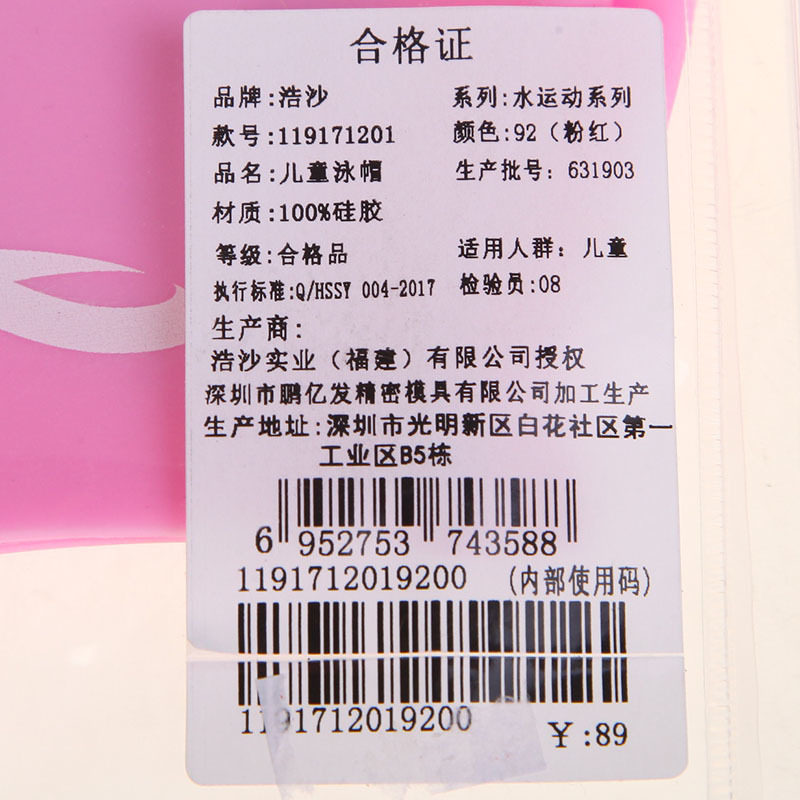 合格证
品牌:浩沙 系列:水运动系列
款号:119171201 颜色:92（粉红）
品名:儿童泳帽 生产批号: 631903
材质:100%硅胶
等级:合格品 适用人群: 儿童
执行标准:Q/HSSY 004-2017 检验员:08
生产商:
浩沙实业（福建）有限公司授权
深圳市鹏亿发精密模具有限公司加工生产
生产地址:深圳市光明新区白花社区第一
工业区B5栋
6 952753 743588
1191712019200 (内部使用码)
1191712019200
¥:89